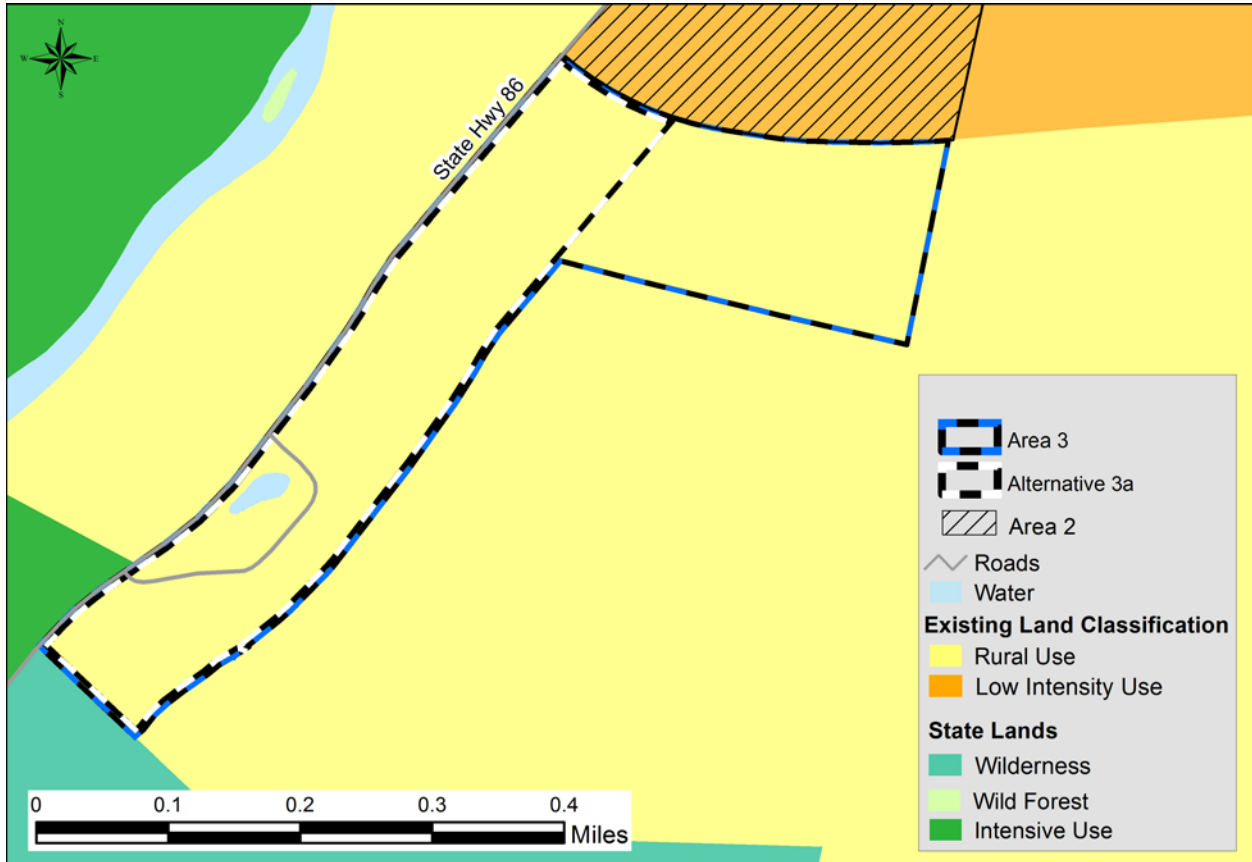 N
W E
S
State Hwy 86
Area 3
Alternative 3a
Area 2
Roads
Water
Existing Land Classification
Rural Use
Low Intensity Use
State Lands
Wilderness
Wild Forest
Intensive Use
0 0.1 0.2 0.3 0.4
Miles